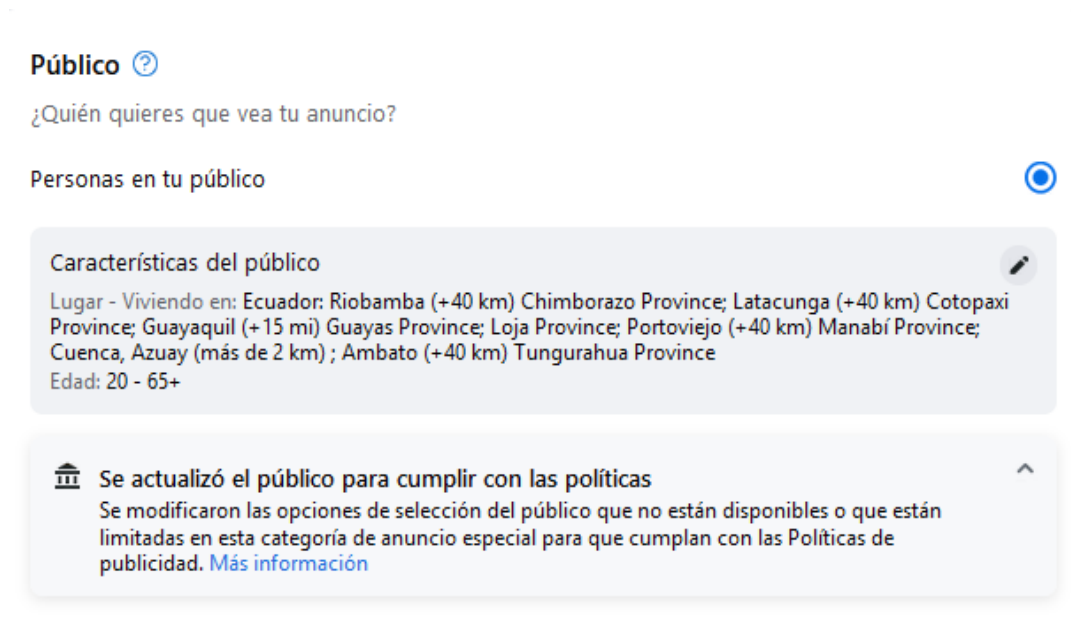 Público
¿Quién quieres que vea tu anuncio?
Personas en tu público
Características del público
Lugar - Viviendo en: Ecuador: Riobamba (+40 km) Chimborazo Province; Latacunga (+40 km) Cotopaxi
Province; Guayaquil (+15 mi) Guayas Province; Loja Province; Portoviejo (+40 km) Manabí Province;
Cuenca, Azuay (más de 2 km) ; Ambato (+40 km) Tungurahua Province
Edad: 20 - 65+
Se actualizó el público para cumplir con las políticas
Se modificaron las opciones de selección del público que no están disponibles o que están
limitadas en esta categoría de anuncio especial para que cumplan con las Políticas de
publicidad. Más información